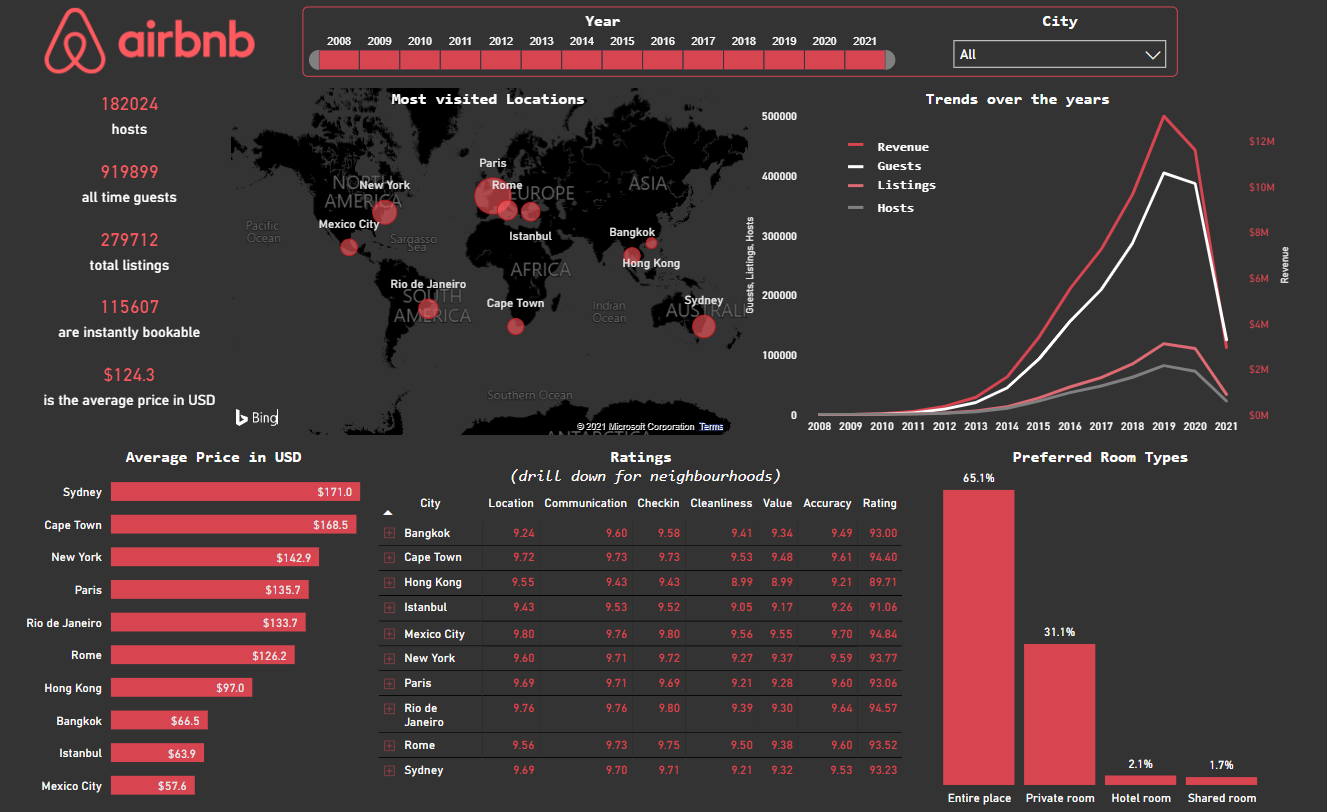 airbnb
Year
2008 2009 2010 2011 2012 2013 2014 2015 2016 2017 2018 2019 2020 2021
City
All
182024
hosts
919899
all time guests
279712
total listings
115607
are instantly bookable
$124.3
is the average price in USD
Most visited Locations
Paris
ASIA
NORTH
New York
Rome
EUROPE
AMERICA
Pacific
Ocean
Mexico City
Sargasso
Sea
Istanbul
Bangkok
Hong Kong
AFRICA
Rio de Janeiro
SOUTH
AMERICA
Cape Town
Indian
Ocean
Sydney
AUSTRALI
Southern Ocean
Bing
© 2021 Microsoft Corporation Terms
ANTARCTICA
Trends over the years
Revenue
Guests
Listings
Hosts
500000
400000
300000
200000
100000
0
Guests, Listings, Hosts
$12M
$10M
$8M
$6M
$4M
$2M
$0M
Revenue
2008 2009 2010 2011 2012 2013 2014 2015 2016 2017 2018 2019 2020 2021
Average Price in USD
Sydney $171.0
Cape Town $168.5
New York $142.9
Paris $135.7
Rio de Janeiro $133.7
Rome $126.2
Hong Kong $97.0
Bangkok $66.5
Istanbul $63.9
Mexico City $57.6
Ratings
(drill down for neighbourhoods)
City Location Communication Checkin Cleanliness Value Accuracy Rating
Bangkok 9.24 9.60 9.58 9.41 9.34 9.49 93.00
Cape Town 9.72 9.73 9.73 9.53 9.48 9.61 94.40
Hong Kong 9.55 9.43 9.43 8.99 8.99 9.21 89.71
Istanbul 9.43 9.53 9.52 9.05 9.17 9.26 91.06
Mexico City 9.80 9.76 9.80 9.56 9.55 9.70 94.84
New York 9.60 9.71 9.72 9.27 9.37 9.59 93.77
Paris 9.69 9.71 9.69 9.21 9.28 9.60 93.06
Rio de 9.76 9.76 9.80 9.39 9.30 9.64 94.57
Janeiro
Rome 9.56 9.73 9.75 9.50 9.38 9.60 93.52
Sydney 9.69 9.70 9.71 9.21 9.32 9.53 93.23
Preferred Room Types
65.1%
31.1%
2.1%
1.7%
Entire place Private room Hotel room Shared room